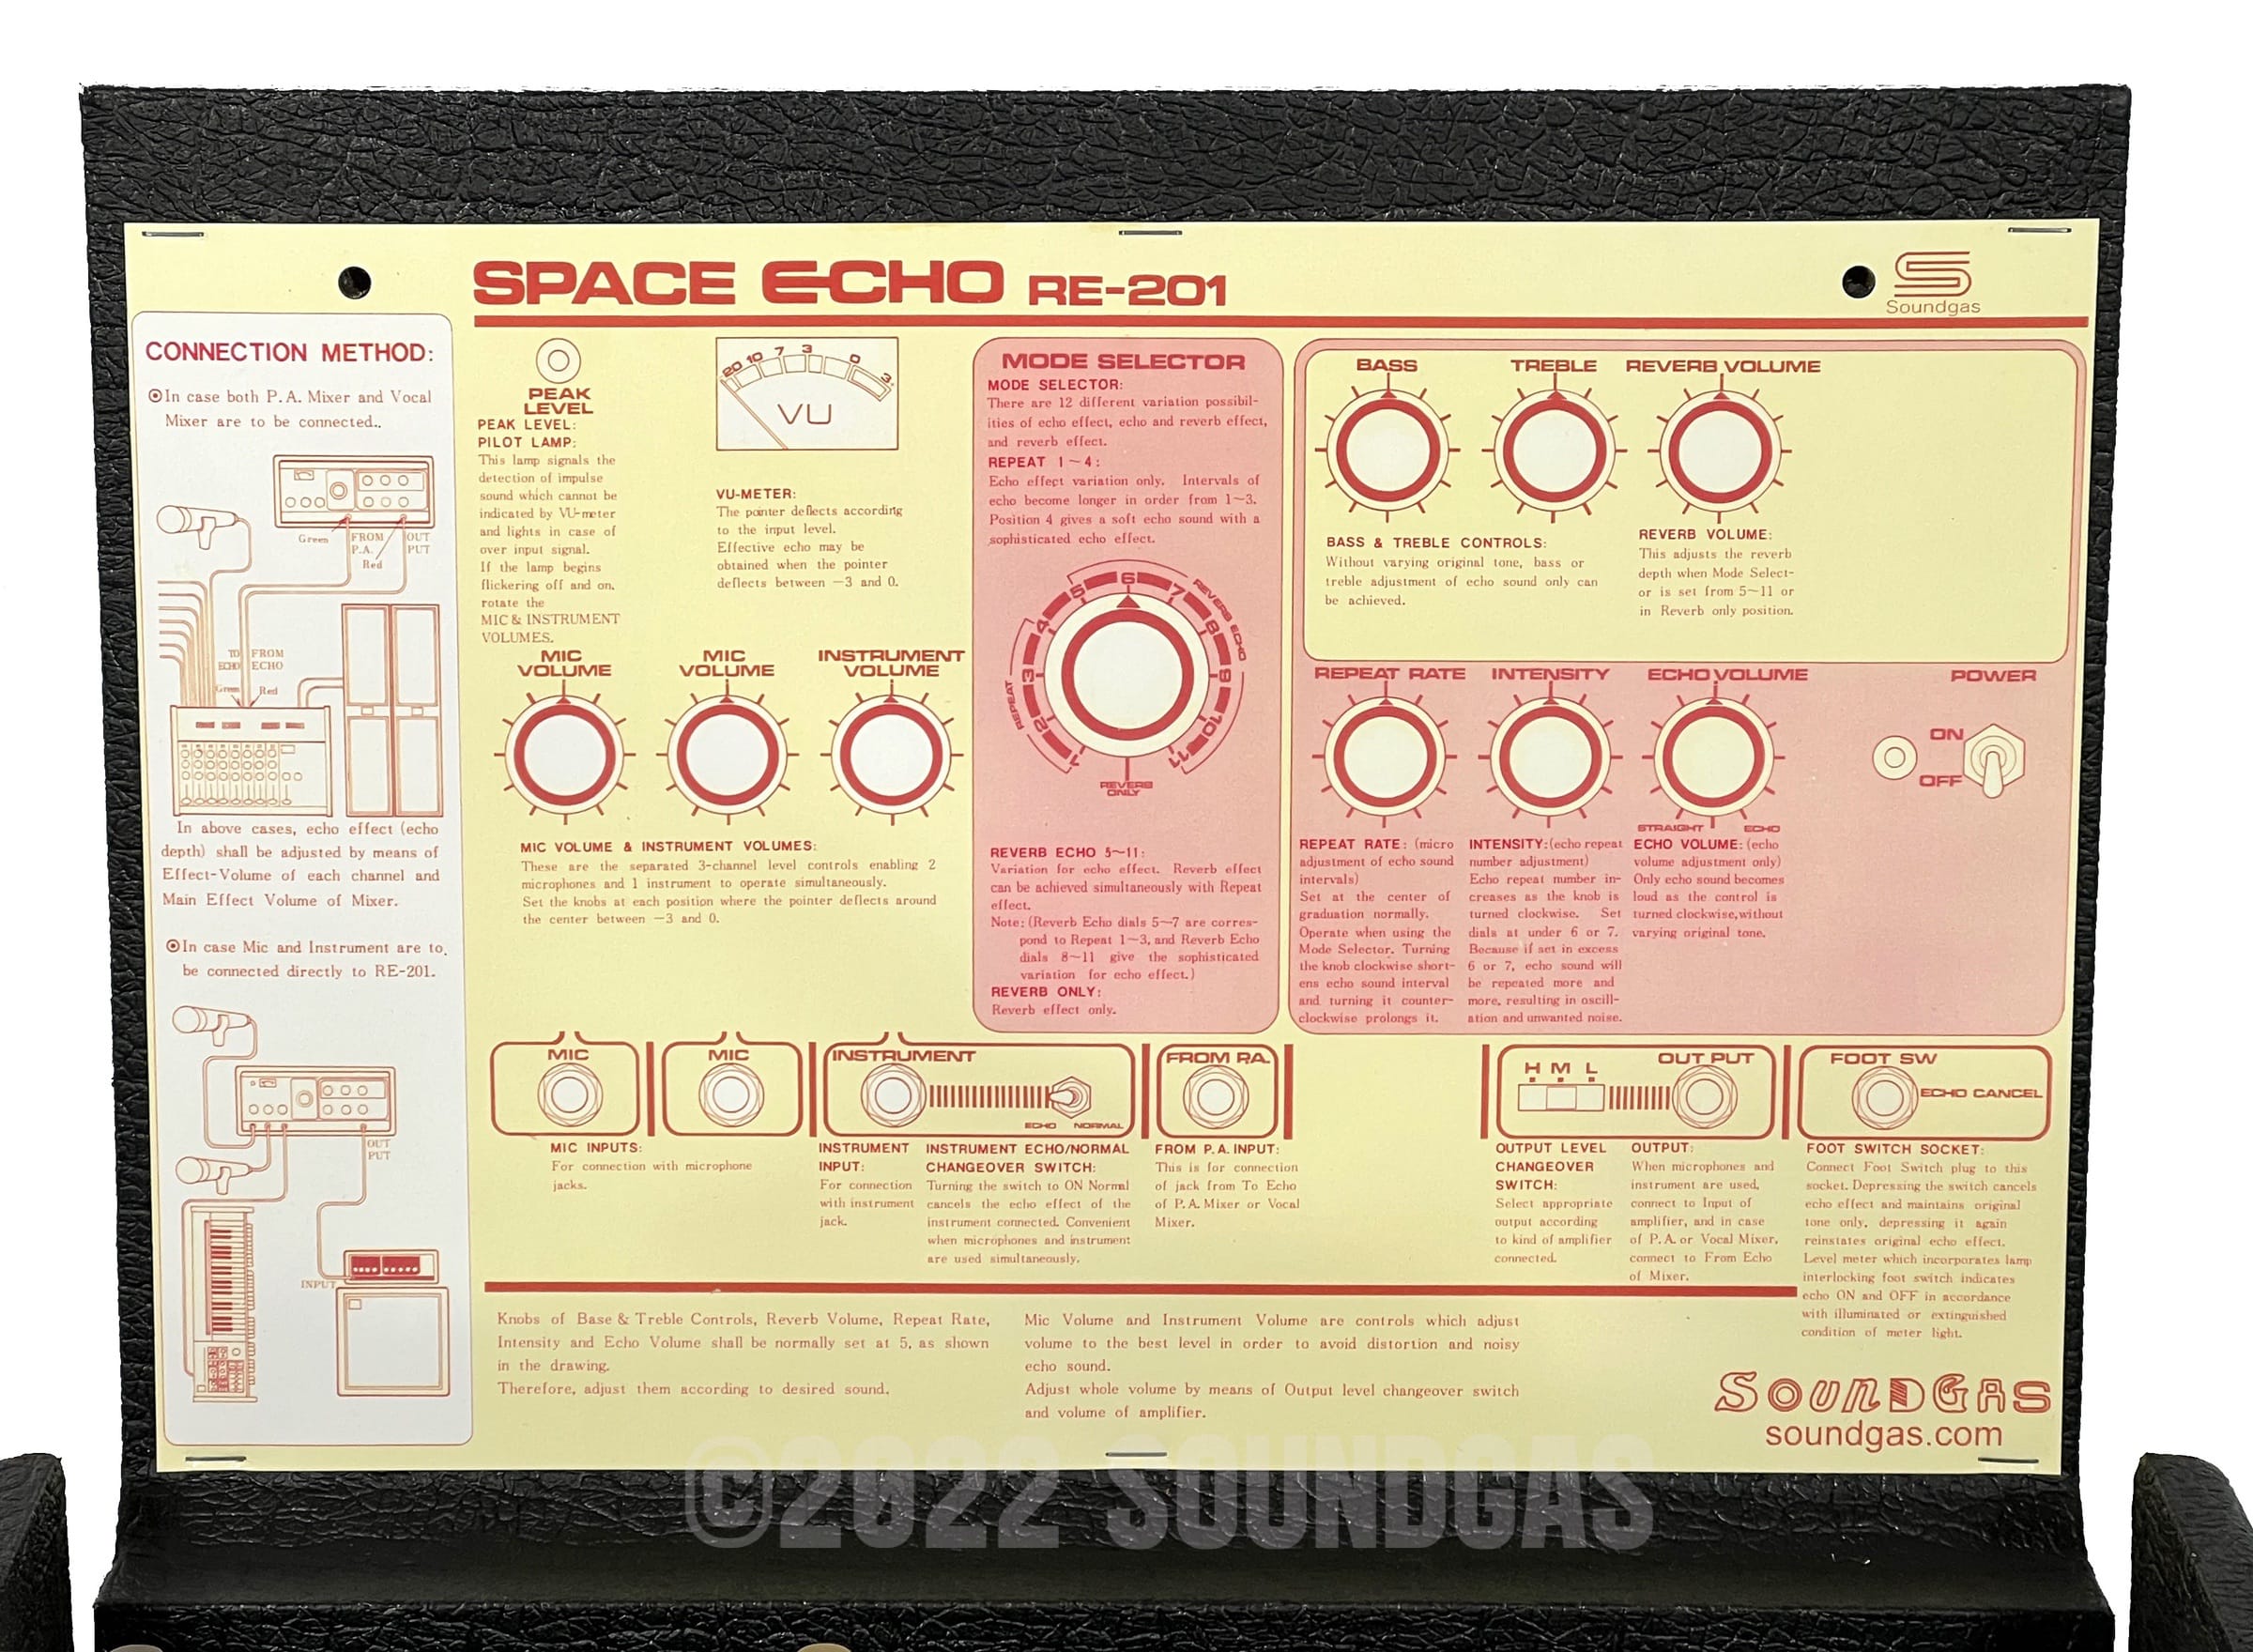 SPACE ECHO RE-201
Soundgas
CONNECTION METHOD:
In case both P.A. Mixer and Vocal
Mixer are to be connected..
Green
FROM
P.A.
Red
OUT
PUT
TO
ECHO
FROM
ECHO
Green
Red
In above cases, echo effect (echo
depth) shall be adjusted by means of
Effect-Volume of each channel and
Main Effect Volume of Mixer.
In case Mic and Instrument are to
be connected directly to RE-201.
OUT
PUT
INPUT
PEAK
LEVEL
PEAK LEVEL:
PILOT LAMP:
This lamp signals the
detection of impulse
sound which cannot be
indicated by VU-meter
and lights in case of
over input signal.
If the lamp begins
flickering off and on,
rotate the
MIC & INSTRUMENT
VOLUMES.
20 10 7 3 0 3
VU
VU-METER:
The pointer deflects according
to the input level.
Effective echo may be
obtained when the pointer
deflects between -3 and 0.
MIC
VOLUME
MIC
VOLUME
INSTRUMENT
VOLUME
MIC VOLUME & INSTRUMENT VOLUMES:
These are the separated 3-channel level controls enabling 2
microphones and 1 instrument to operate simultaneously.
Set the knobs at each position where the pointer deflects around
the center between -3 and 0.
MODE SELECTOR
MODE SELECTOR:
There are 12 different variation possibil-
ities of echo effect, echo and reverb effect,
and reverb effect.
REPEAT 1~4:
Echo effect variation only. Intervals of
echo become longer in order from 1~3.
Position 4 gives a soft echo sound with a
sophisticated echo effect.
1 2 3 4 5 6 7 8 9 10 11
REPEAT
REVERB ECHO
REVERB
ONLY
REVERB ECHO 5~11:
Variation for echo effect. Reverb effect
can be achieved simultaneously with Repeat
effect.
Note: (Reverb Echo dials 5~7 are corres-
pond to Repeat 1~3, and Reverb Echo
dials 8~11 give the sophisticated
variation for echo effect.)
REVERB ONLY:
Reverb effect only.
BASS
TREBLE
REVERB VOLUME
BASS & TREBLE CONTROLS:
Without varying original tone, bass or
treble adjustment of echo sound only can
be achieved.
REVERB VOLUME:
This adjusts the reverb
depth when Mode Select-
or is set from 5~11 or
in Reverb only position.
REPEAT RATE
INTENSITY
ECHO VOLUME
STRAIGHT
ECHO
POWER
ON
OFF
REPEAT RATE: (micro
adjustment of echo sound
intervals)
Set at the center of
graduation normally.
Operate when using the
Mode Selector. Turning
the knob clockwise short-
ens echo sound interval
and turning it counter-
clockwise prolongs it.
INTENSITY:(echo repeat
number adjustment)
Echo repeat number in-
creases as the knob is
turned clockwise. Set
dials at under 6 or 7.
Because if set in excess
6 or 7, echo sound will
be repeated more and
more, resulting in oscill-
ation and unwanted noise.
ECHO VOLUME: (echo
volume adjustment only)
Only echo sound becomes
loud as the control is
turned clockwise,without
varying original tone.
MIC
MIC
INSTRUMENT
ECHO NORMAL
FROM P.A.
H M L
OUT PUT
FOOT SW
ECHO CANCEL
MIC INPUTS:
For connection with microphone
jacks.
INSTRUMENT
INPUT:
For connection
with instrument
jack.
INSTRUMENT ECHO/NORMAL
CHANGEOVER SWITCH:
Turning the switch to ON Normal
cancels the echo effect of the
instrument connected. Convenient
when microphones and instrument
are used simultaneously.
FROM P.A. INPUT:
This is for connection
of jack from To Echo
of P.A. Mixer or Vocal
Mixer.
OUTPUT LEVEL
CHANGEOVER
SWITCH:
Select appropriate
output according
to kind of amplifier
connected.
OUTPUT:
When microphones and
instrument are used,
connect to Input of
amplifier, and in case
of P.A. or Vocal Mixer,
connect to From Echo
of Mixer.
FOOT SWITCH SOCKET:
Connect Foot Switch plug to this
socket. Depressing the switch cancels
echo effect and maintains original
tone only, depressing it again
reinstates original echo effect.
Level meter which incorporates lamp
interlocking foot switch indicates
echo ON and OFF in accordance
with illuminated or extinguished
condition of meter light.
Knobs of Base & Treble Controls, Reverb Volume, Repeat Rate,
Intensity and Echo Volume shall be normally set at 5, as shown
in the drawing.
Therefore, adjust them according to desired sound.
Mic Volume and Instrument Volume are controls which adjust
volume to the best level in order to avoid distortion and noisy
echo sound.
Adjust whole volume by means of Output level changeover switch
and volume of amplifier.
SOUNDGAS
soundgas.com
©2022 SOUNDGAS